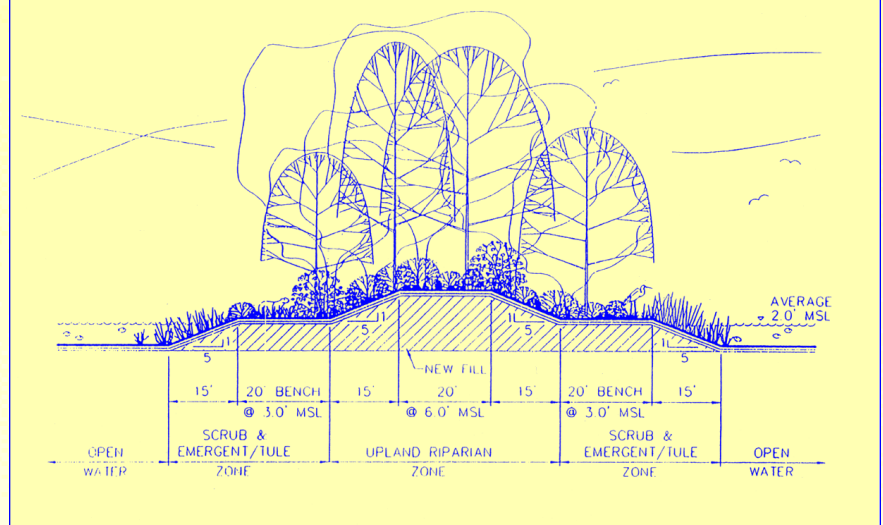 AVERAGE
2.0' MSL
1
5
1
5
1
5
1
5
NEW FILL
15' 20' BENCH 15' 20' 15' 20' BENCH 15'
@ 3.0' MSL @ 6.0' MSL @ 3.0' MSL
SCRUB & SCRUB &
OPEN EMERGENT/TULE UPLAND RIPARIAN EMERGENT/TULE OPEN
WATER ZONE ZONE ZONE WATER